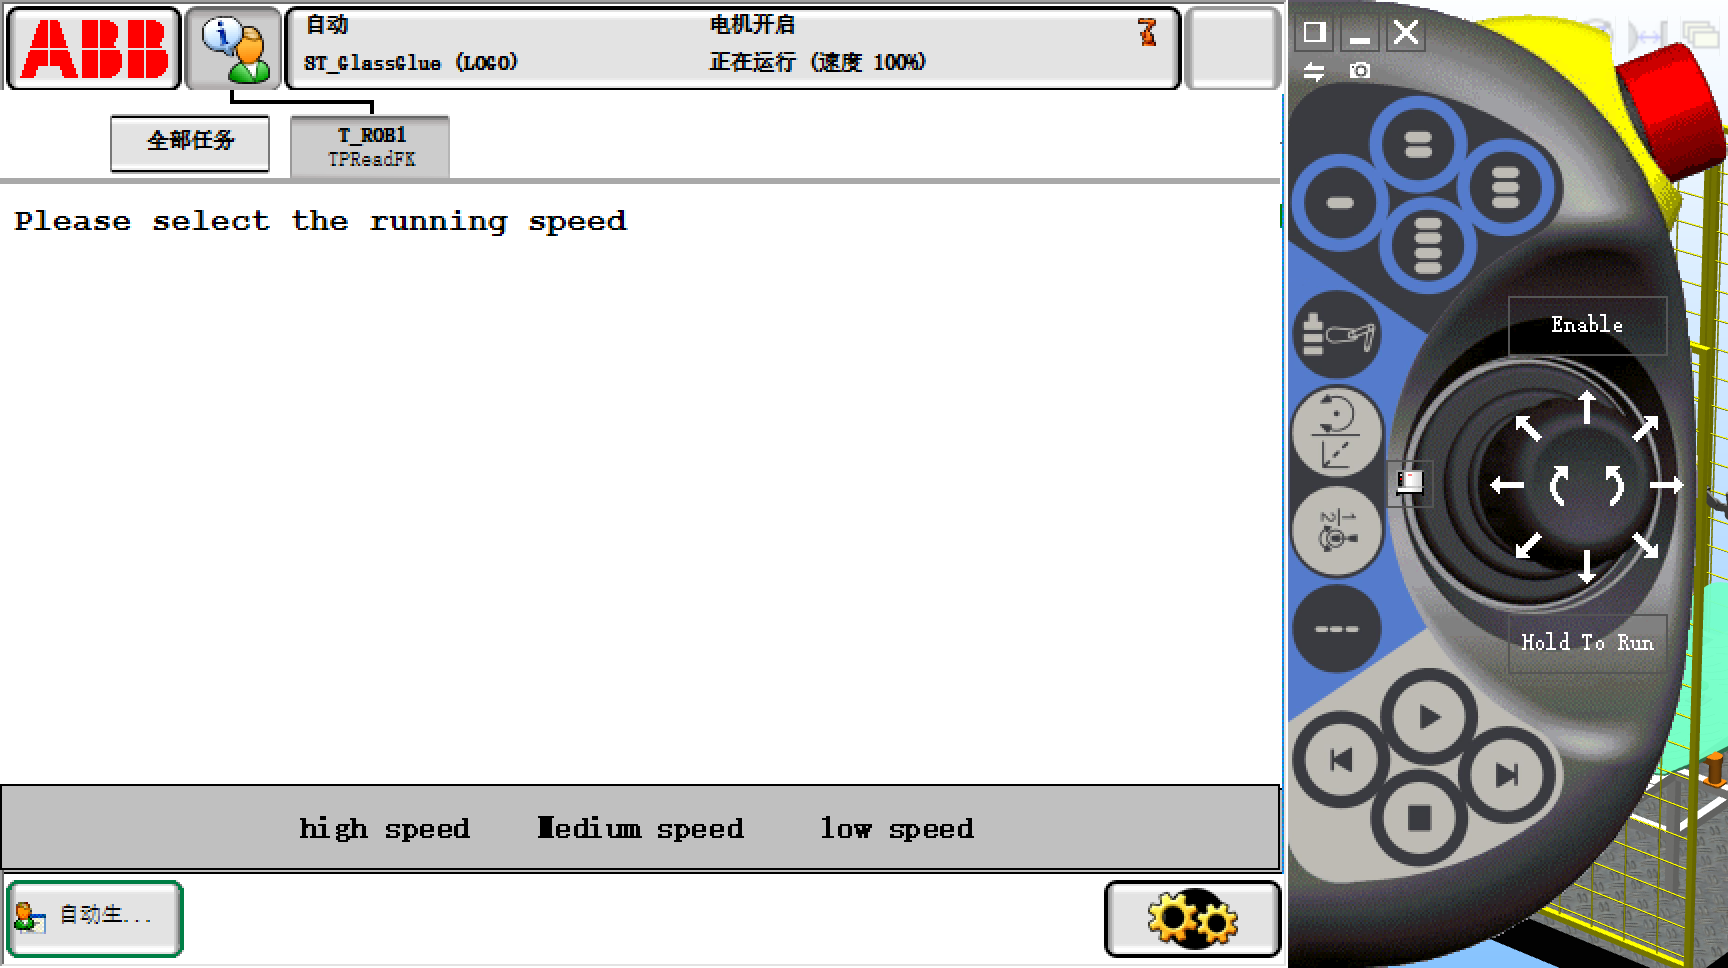 ABB
自动
电机开启
ST_GlassGlue (LOGO)
正在运行 (速度 100%)
全部任务
T_ROB1
TPReadFK
Please select the running speed
high speed
Medium speed
low speed
自动生...
Enable
Hold To Run